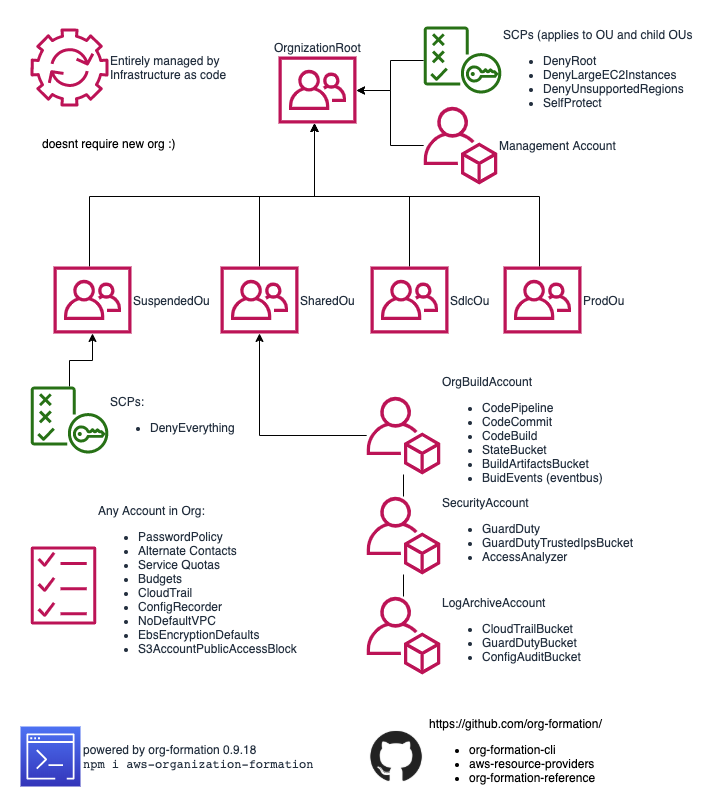 Entirely managed by
Infrastructure as code
doesnt require new org :)
OrgnizationRoot
SCPs (applies to OU and child OUs
DenyRoot
DenyLargeEC2Instances
DenyUnsupportedRegions
SelfProtect
Management Account
SuspendedOu
SharedOu
SdlcOu
ProdOu
SCPs:
DenyEverything
OrgBuildAccount
CodePipeline
CodeCommit
CodeBuild
StateBucket
BuildArtifactsBucket
BuidEvents (eventbus)
SecurityAccount
GuardDuty
GuardDutyTrustedIpsBucket
AccessAnalyzer
LogArchiveAccount
CloudTrailBucket
GuardDutyBucket
ConfigAuditBucket
Any Account in Org:
PasswordPolicy
Alternate Contacts
Service Quotas
Budgets
CloudTrail
ConfigRecorder
NoDefaultVPC
EbsEncryptionDefaults
S3AccountPublicAccessBlock
powered by org-formation 0.9.18
npm i aws-organization-formation
https://github.com/org-formation/
org-formation-cli
aws-resource-providers
org-formation-reference